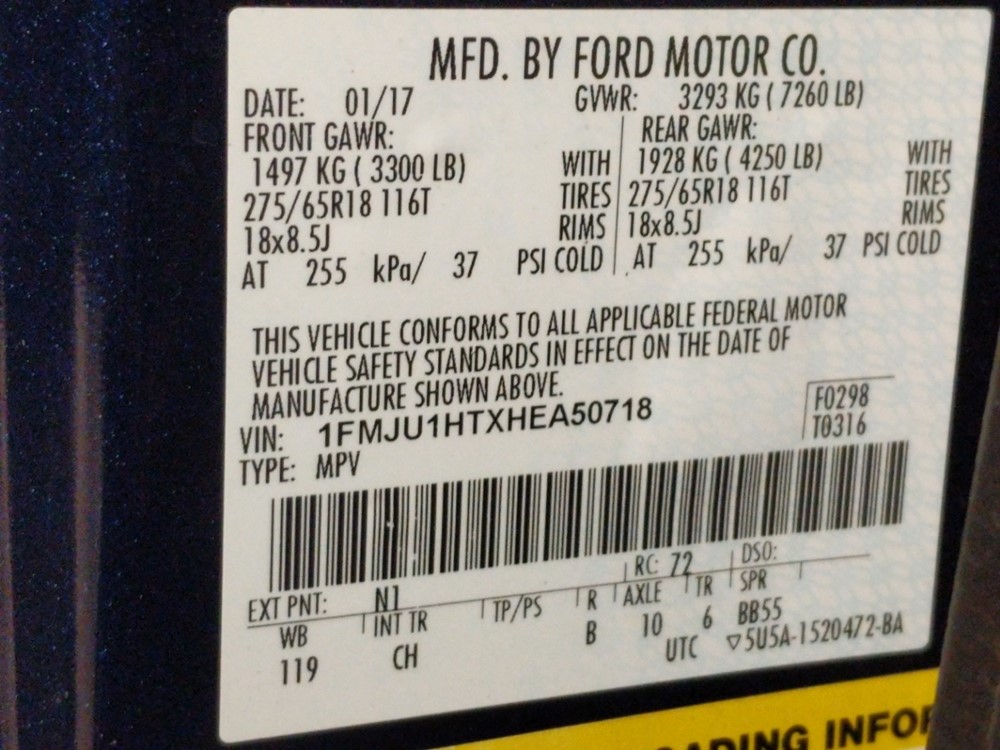 MFD. BY FORD MOTOR CO.
DATE: 01/17 GVWR: 3293 KG ( 7260 LB)
FRONT GAWR: REAR GAWR:
1497 KG ( 3300 LB) WITH 1928 KG ( 4250 LB) WITH
275/65R18 116T TIRES 275/65R18 116T TIRES
18x8.5J RIMS 18x8.5J RIMS
AT 255 kPa/ 37 PSI COLD AT 255 kPa/ 37 PSI COLD
THIS VEHICLE CONFORMS TO ALL APPLICABLE FEDERAL MOTOR
VEHICLE SAFETY STANDARDS IN EFFECT ON THE DATE OF
MANUFACTURE SHOWN ABOVE.
VIN: 1FMJU1HTXHEA50718
F0298
T0316
TYPE: MPV
EXT PNT: N1 RC: 72 DSO:
WB INT TR TP/PS R AXLE TR SPR
119 CH B 10 6 BB55
UTC ▽5U5A-1520472-BA
ADING INFOR